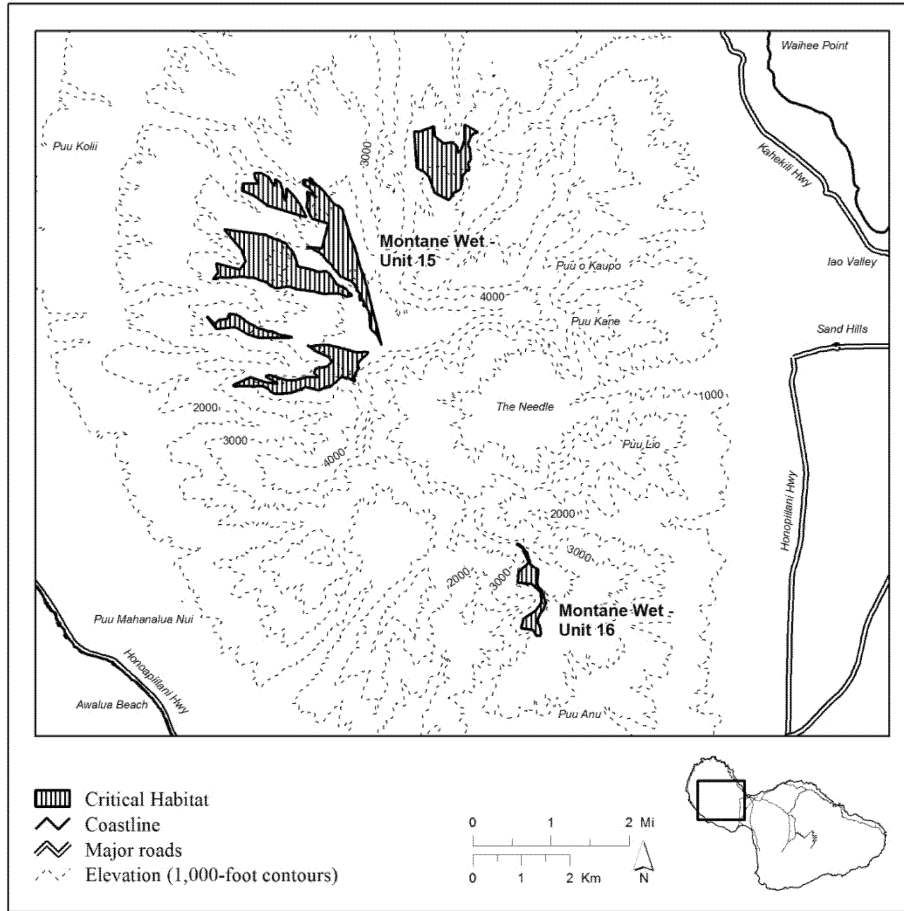 Waihee Point
Puu Kolii
3000
Kahekili Hwy
Montane Wet -
Unit 15
Puu o Kaupo
Iao Valley
4000
Puu Kane
Sand Hills
1000
The Needle
2000
3000
Puu Lio
4000
Honopiilani Hwy
2000
3000
2000
3000
Montane Wet -
Unit 16
Puu Mahanalua Nui
Honoapiilani Hwy
Awalua Beach
Puu Anu
Critical Habitat
Coastline
Major roads
Elevation (1,000-foot contours)
0 1 2 Mi
0 1 2 Km
N